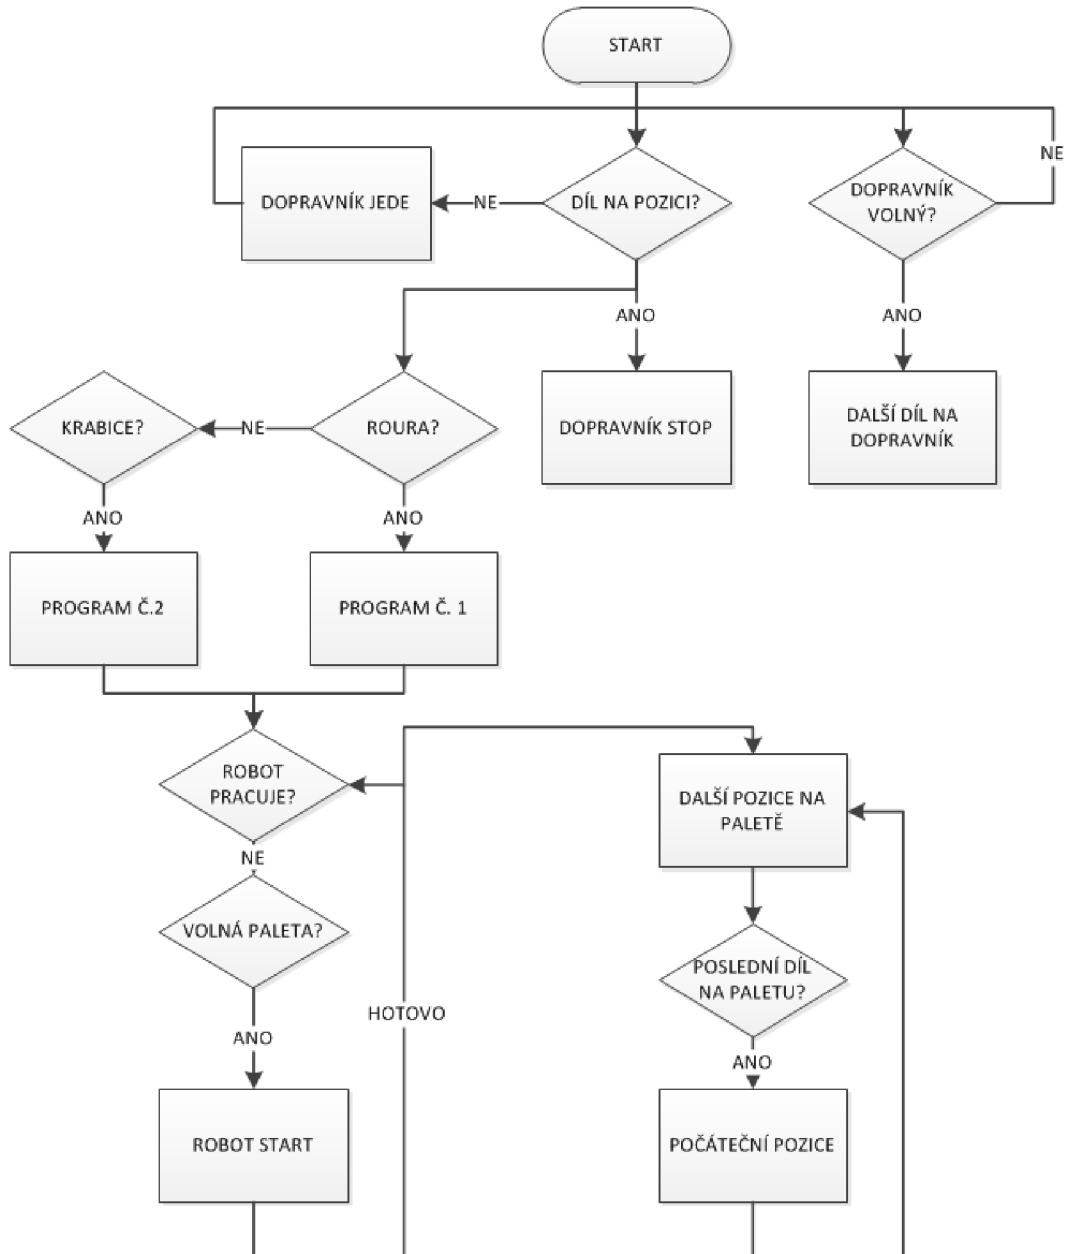 START
NE
DOPRAVNÍK JEDE
NE
DÍL NA POZICI?
DOPRAVNÍK
VOLNÝ?
ANO
ANO
KRABICE?
NE
ROURA?
DOPRAVNÍK STOP
DALŠÍ DÍL NA
DOPRAVNÍK
ANO
ANO
PROGRAM Č.2
PROGRAM Č. 1
ROBOT
PRACUJE?
DALŠÍ POZICE NA
PALETĚ
NE
VOLNÁ PALETA?
POSLEDNÍ DÍL
NA PALETU?
HOTOVO
ANO
ANO
ROBOT START
POČÁTEČNÍ POZICE